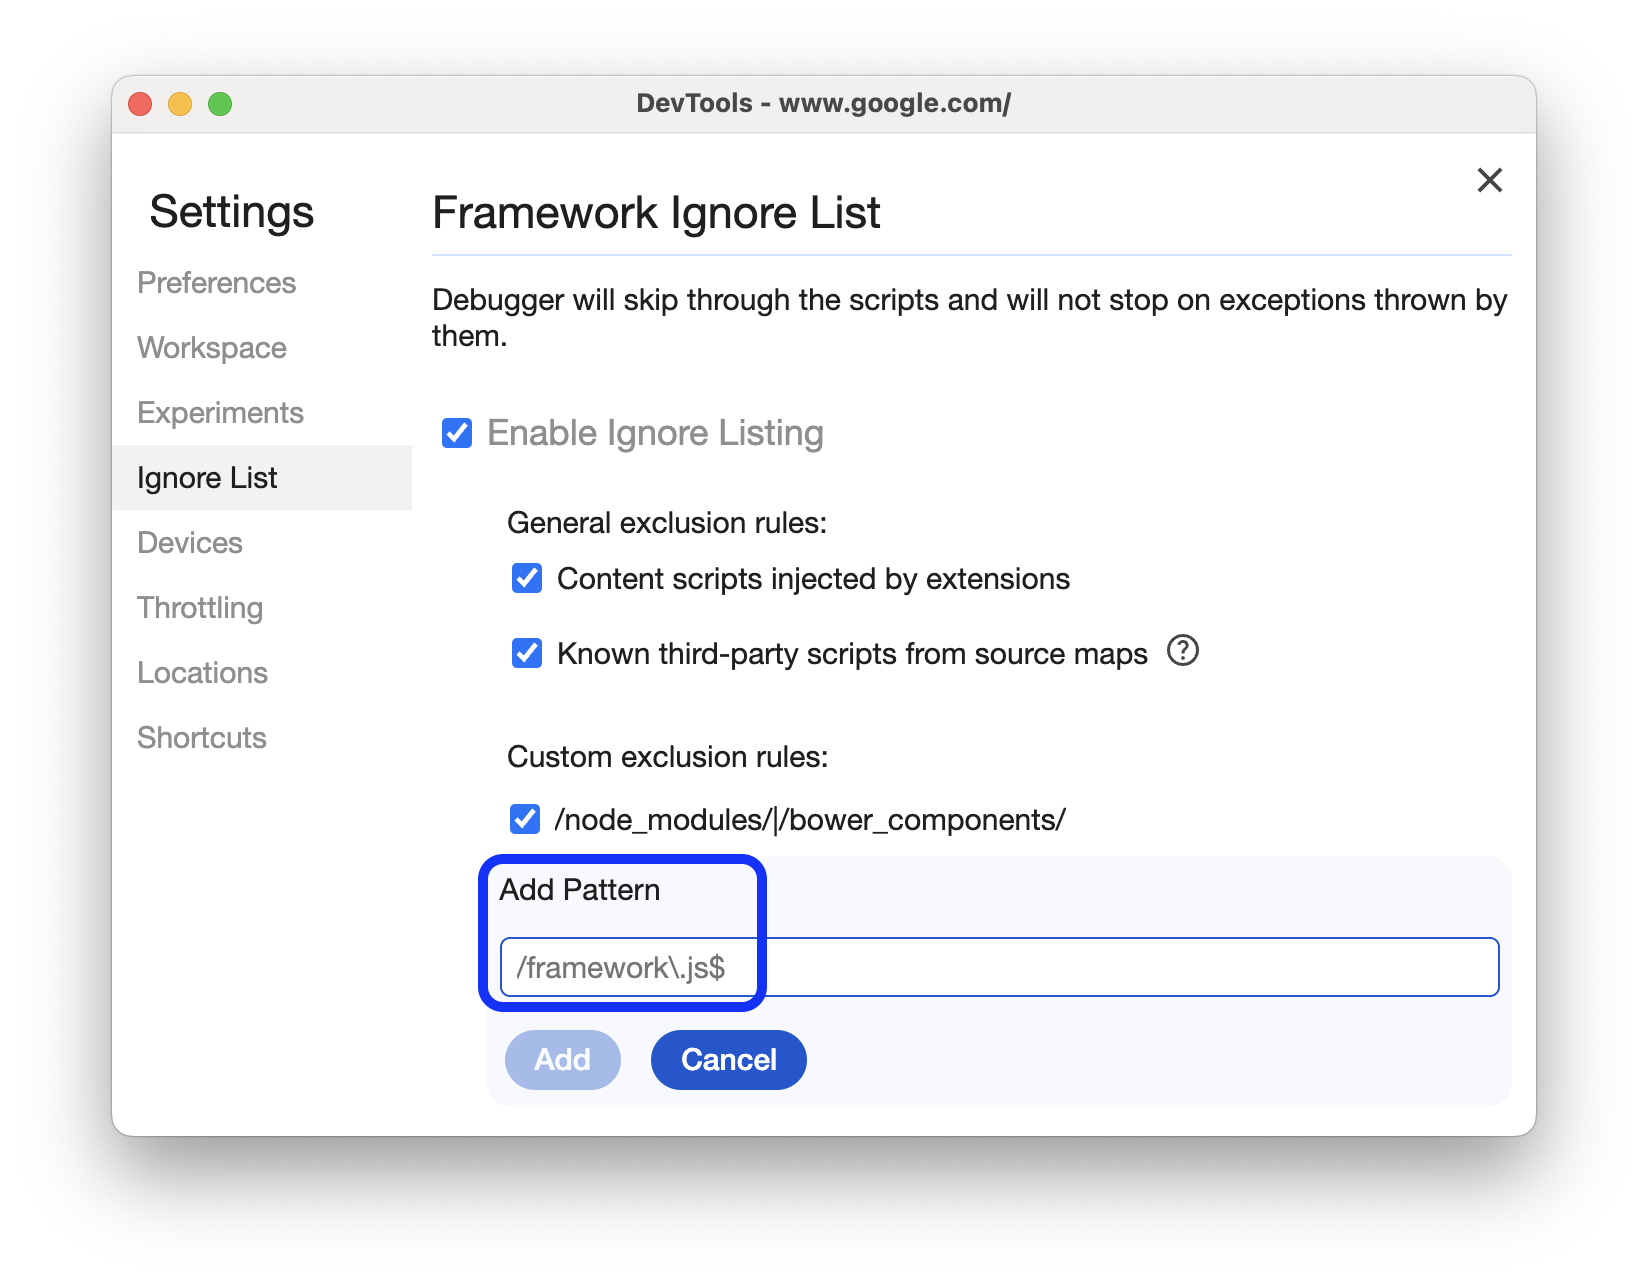 DevTools - www.google.com/
Settings
Preferences
Workspace
Experiments
Ignore List
Devices
Throttling
Locations
Shortcuts
Framework Ignore List
Debugger will skip through the scripts and will not stop on exceptions thrown by
them.
Enable Ignore Listing
General exclusion rules:
Content scripts injected by extensions
Known third-party scripts from source maps ?
Custom exclusion rules:
/node_modules/|/bower_components/
Add Pattern
/framework\.js$
Add Cancel